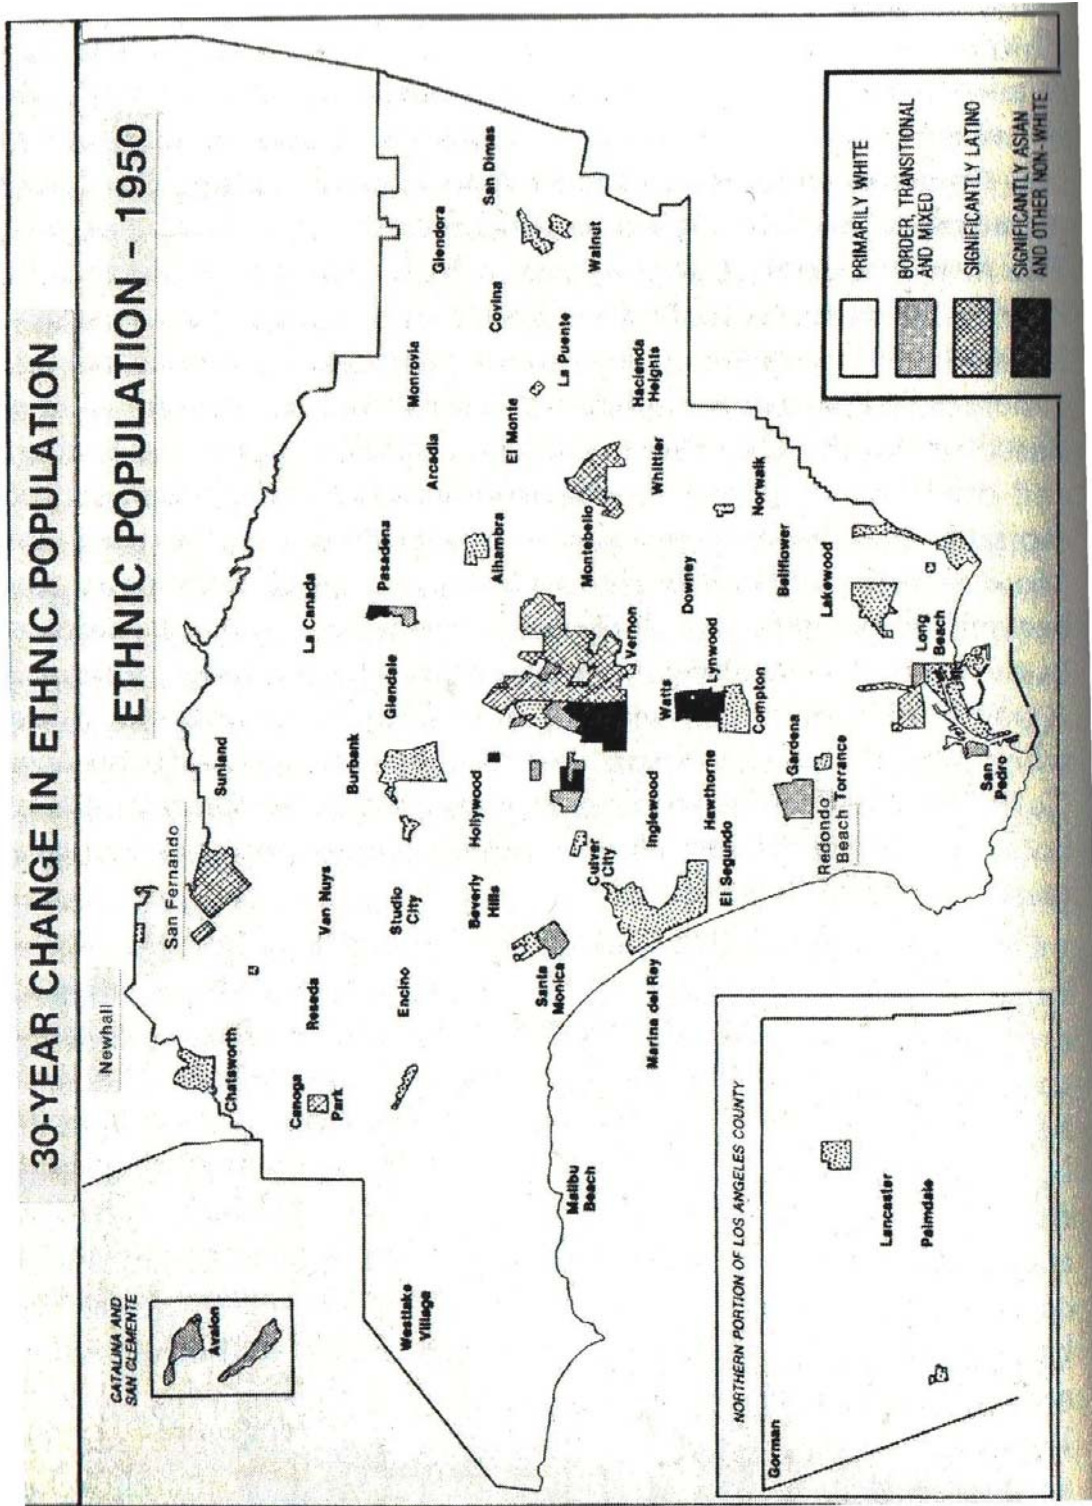 30-YEAR CHANGE IN ETHNIC POPULATION
ETHNIC POPULATION - 1950
CATALINA AND
SAN CLEMENTE
Avalon
Newhall
San Fernando
Sunland
Chatsworth
La Canada
Canoga
Park
Reseda
Van Nuys
Burbank
Glendale
Pasadena
Arcadia
Monrovia
Glendora
San Dimas
Westlake
Village
Encino
Studio
City
Hollywood
Alhambra
El Monte
Covina
Beverly
Hills
La Puente
Walnut
Malibu
Beach
Santa
Monica
Culver
City
Montebello
Vernon
Hacienda
Heights
Whittier
Marina del Rey
Inglewood
Watts
Lynwood
Downey
Norwalk
El Segundo
Hawthorne
Compton
Bellflower
Gardena
Lakewood
Redondo
Beach
Torrance
Long
Beach
San
Pedro
PRIMARILY WHITE
BORDER, TRANSITIONAL
AND MIXED
SIGNIFICANTLY LATINO
SIGNIFICANTLY ASIAN
AND OTHER NON-WHITE
NORTHERN PORTION OF LOS ANGELES COUNTY
Gorman
Lancaster
Palmdale